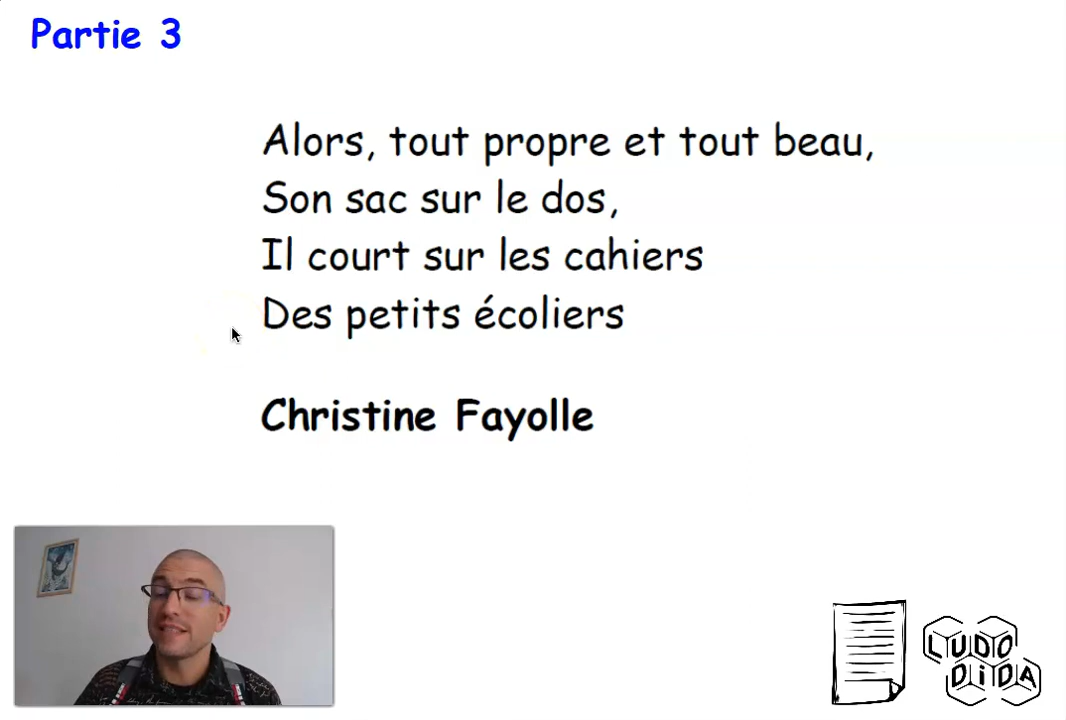 Partie 3
Alors, tout propre et tout beau,
Son sac sur le dos,
Il court sur les cahiers
Des petits écoliers
Christine Fayolle
LUDO
DiDA